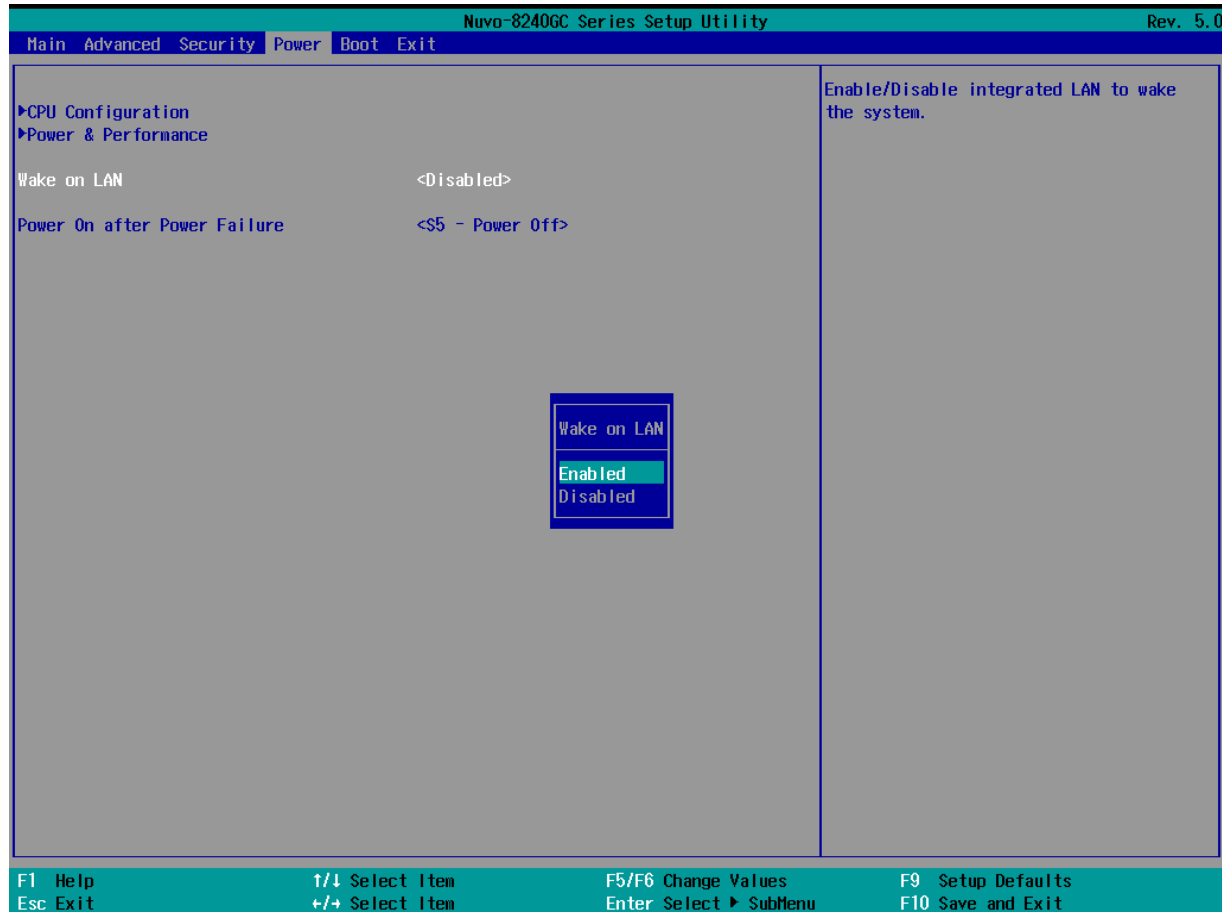 Nuvo-8240GC Series Setup Utility Rev. 5.0
Main Advanced Security Power Boot Exit
▶CPU Configuration
▶Power & Performance
Wake on LAN <Disabled>
Power On after Power Failure <S5 - Power Off>
Enable/Disable integrated LAN to wake
the system.
Wake on LAN
Enabled
Disabled
F1 Help ↑/↓ Select Item F5/F6 Change Values F9 Setup Defaults
Esc Exit ←/→ Select Item Enter Select ▶ SubMenu F10 Save and Exit